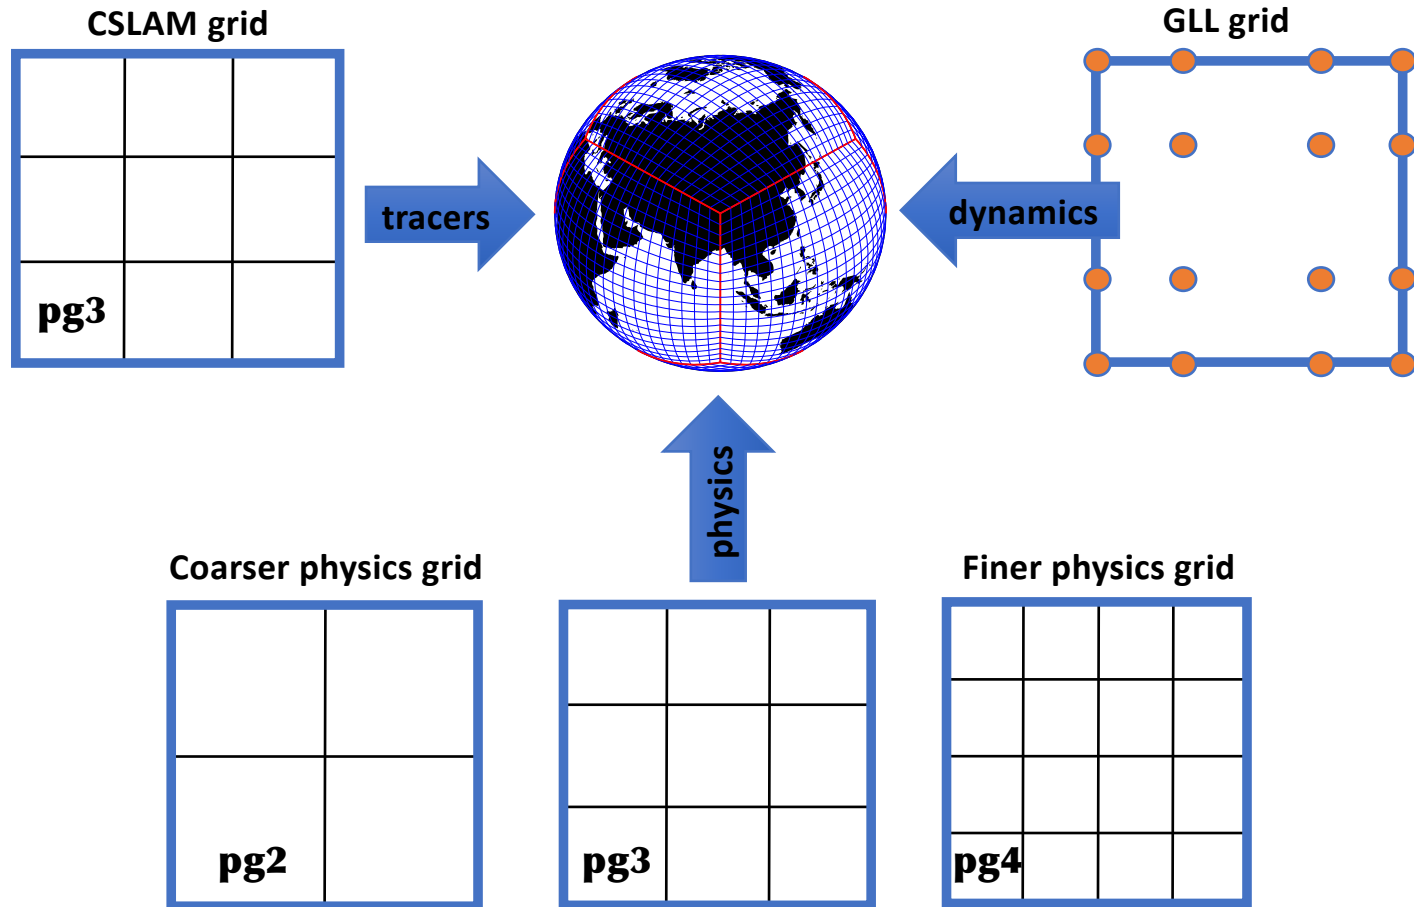 CSLAM grid
GLL grid
tracers
dynamics
pg3
physics
Coarser physics grid
Finer physics grid
pg2
pg3
pg4